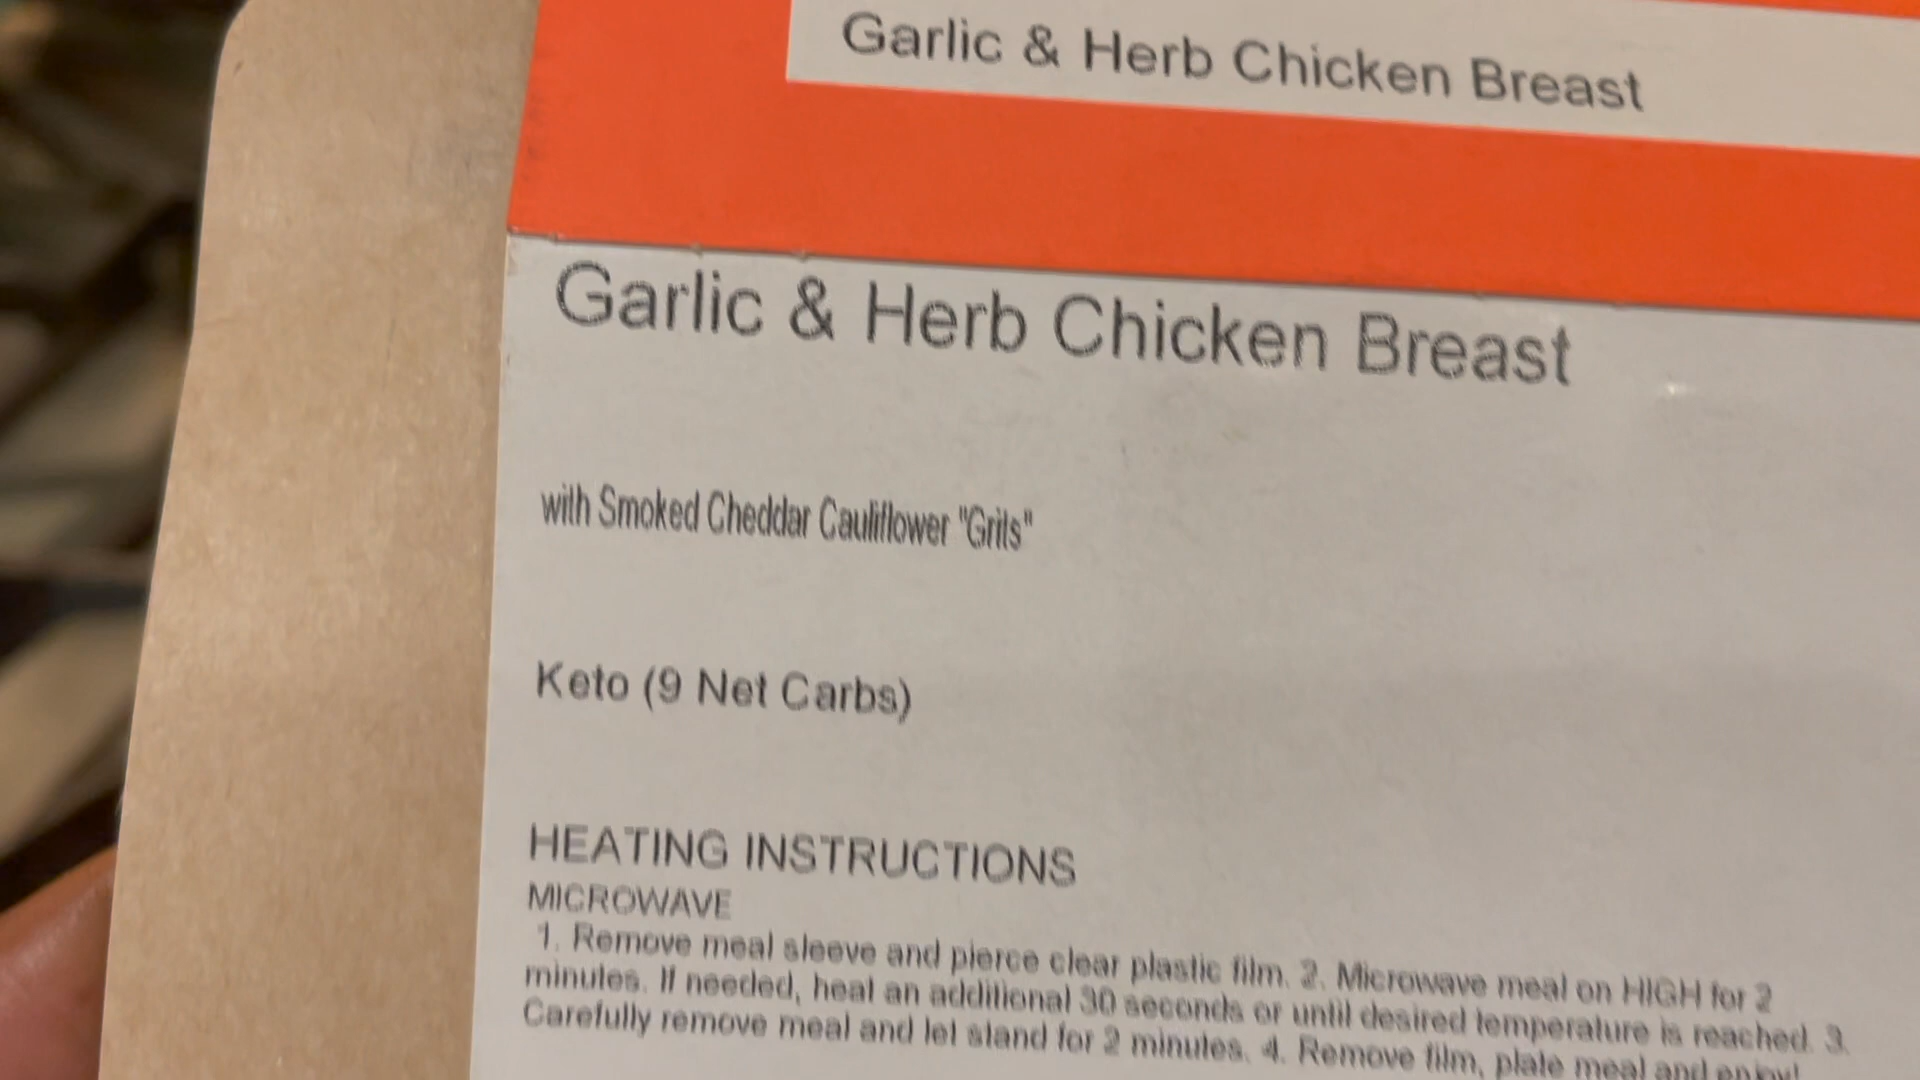 Garlic & Herb Chicken Breast
Garlic & Herb Chicken Breast
with Smoked Cheddar Cauliflower "Grits"
Keto (9 Net Carbs)
HEATING INSTRUCTIONS
MICROWAVE
1. Remove meal sleeve and pierce clear plastic film. 2. Microwave meal on HIGH for 2
minutes. If needed, heat an additional 30 seconds or until desired temperature is reached. 3.
Carefully remove meal and let stand for 2 minutes. 4. Remove film, plate meal and enjoy!